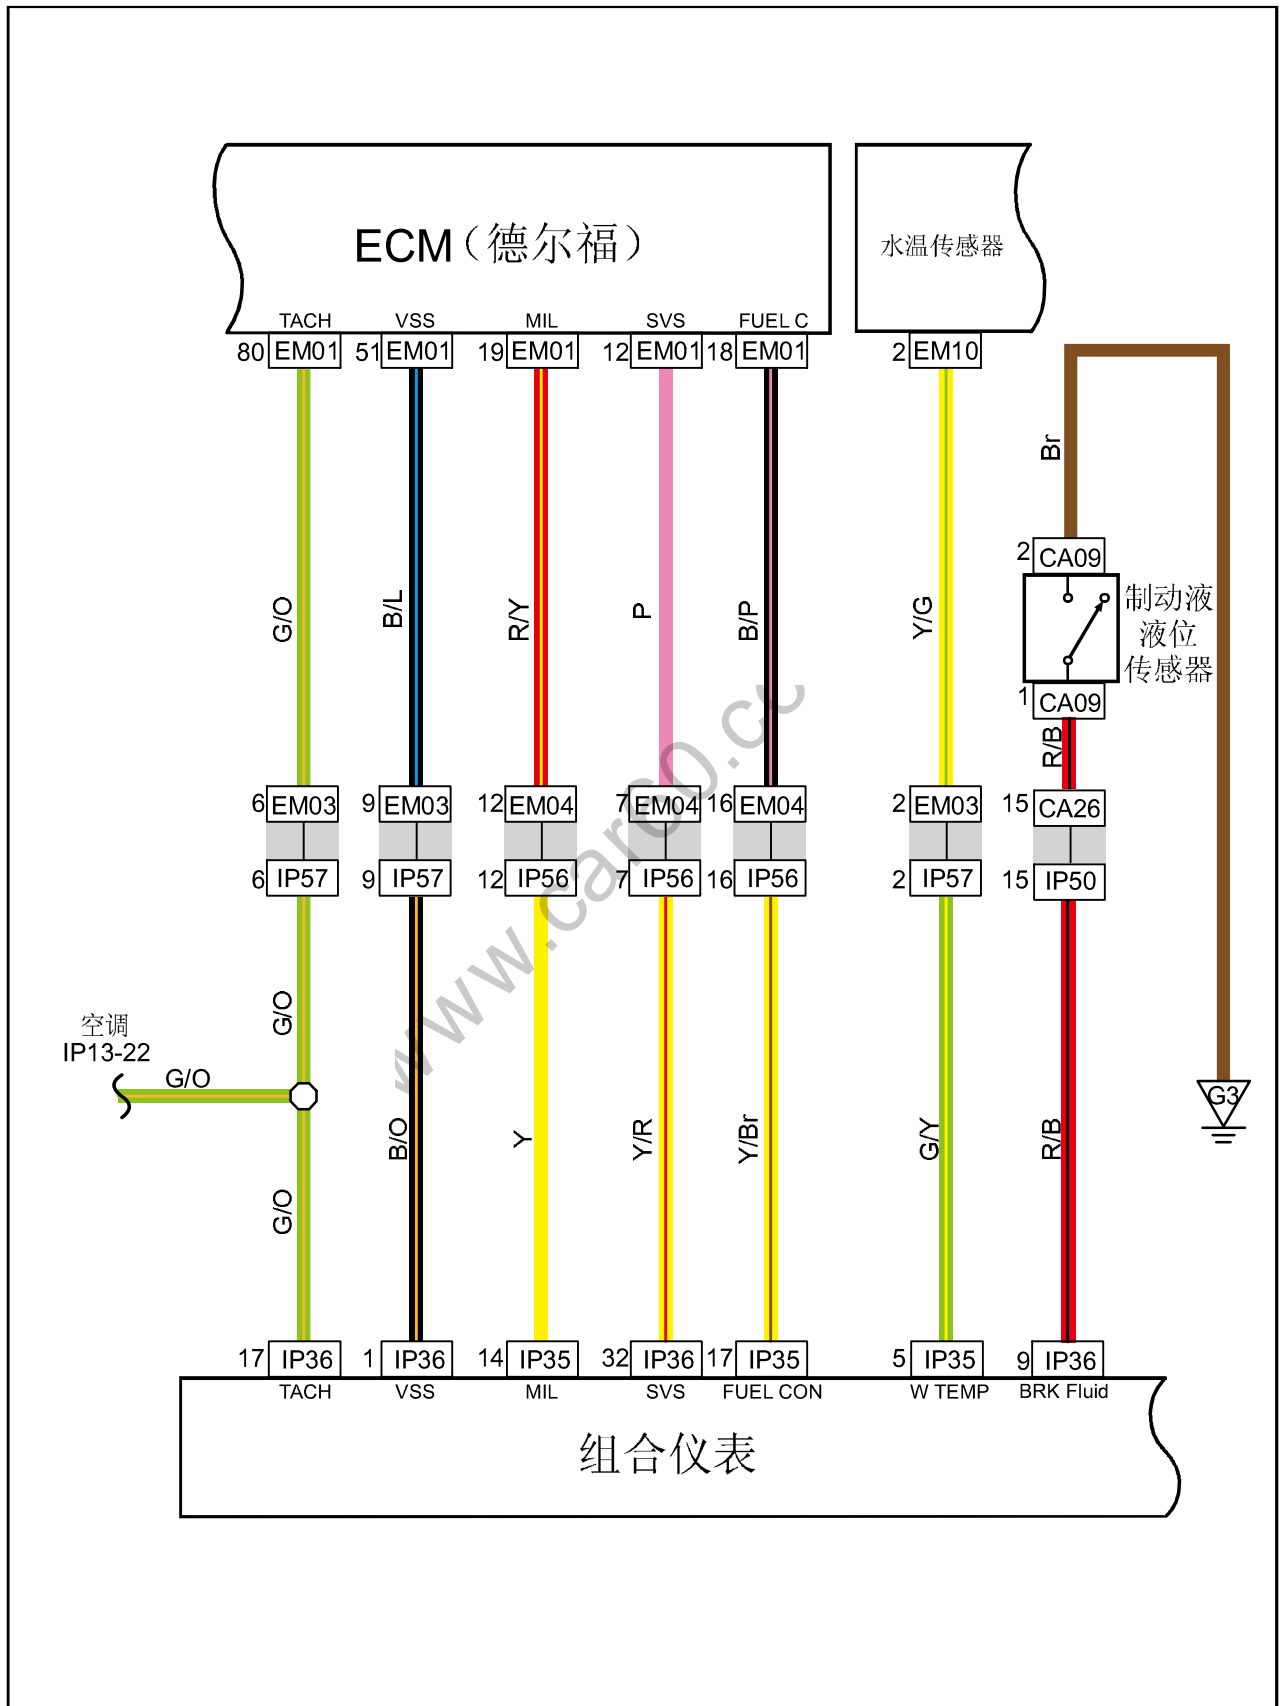 ECM（德尔福）
水温传感器
TACH VSS MIL SVS FUEL C
80 EM01 51 EM01 19 EM01 12 EM01 18 EM01 2 EM10
Br
2 CA09
G/O B/L R/Y P B/P Y/G
制动液
液位
传感器
1 CA09
R/B
6 EM03 9 EM03 12 EM04 7 EM04 16 EM04 2 EM03 15 CA26
6 IP57 9 IP57 12 IP56 7 IP56 16 IP56 2 IP57 15 IP50
www.car60.co
G/O
空调
IP13-22
G/O
G3
B/O Y Y/R Y/Br G/Y R/B
G/O
17 IP36 1 IP36 14 IP35 32 IP36 17 IP35 5 IP35 9 IP36
TACH VSS MIL SVS FUEL CON W TEMP BRK Fluid
组合仪表